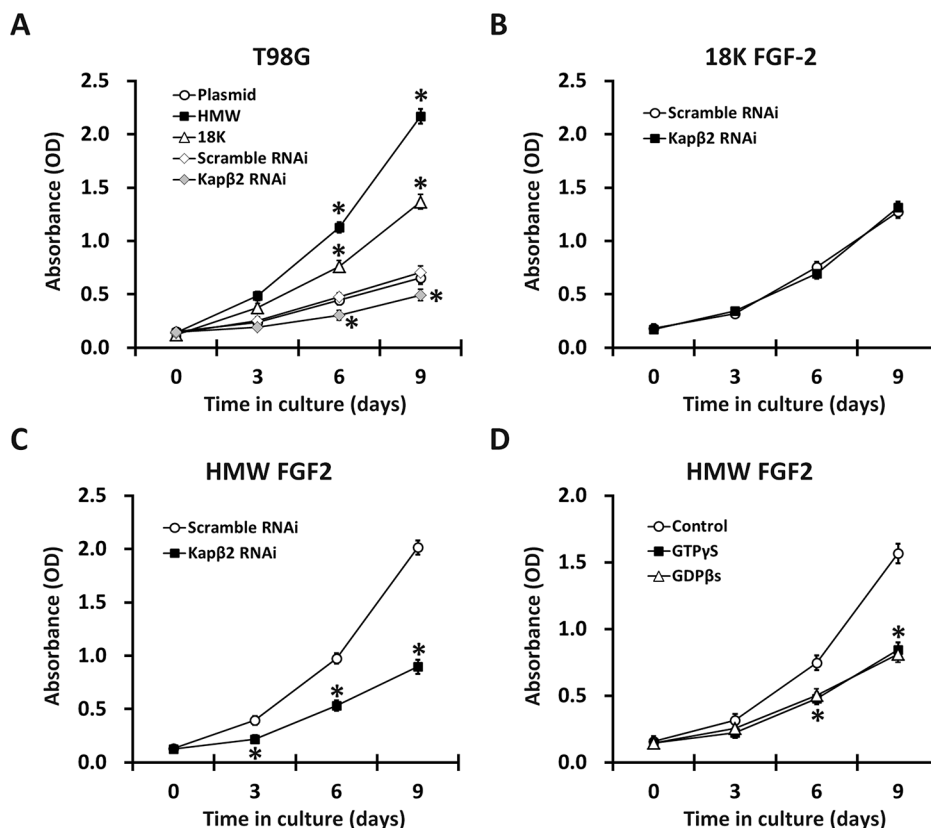 A
T98G
Absorbance (OD)
2.5
2.0
1.5
1.0
0.5
0.0
Plasmid
HMW
18K
Scramble RNAi
Kapβ2 RNAi
*
*
*
*
*
*
0 3 6 9
Time in culture (days)
B
18K FGF-2
Absorbance (OD)
2.5
2.0
1.5
1.0
0.5
0.0
Scramble RNAi
Kapβ2 RNAi
0 3 6 9
Time in culture (days)
C
HMW FGF2
Absorbance (OD)
2.5
2.0
1.5
1.0
0.5
0.0
Scramble RNAi
Kapβ2 RNAi
*
*
*
0 3 6 9
Time in culture (days)
D
HMW FGF2
Absorbance (OD)
2.0
1.5
1.0
0.5
0.0
Control
GTPγS
GDPβs
*
*
0 3 6 9
Time in culture (days)